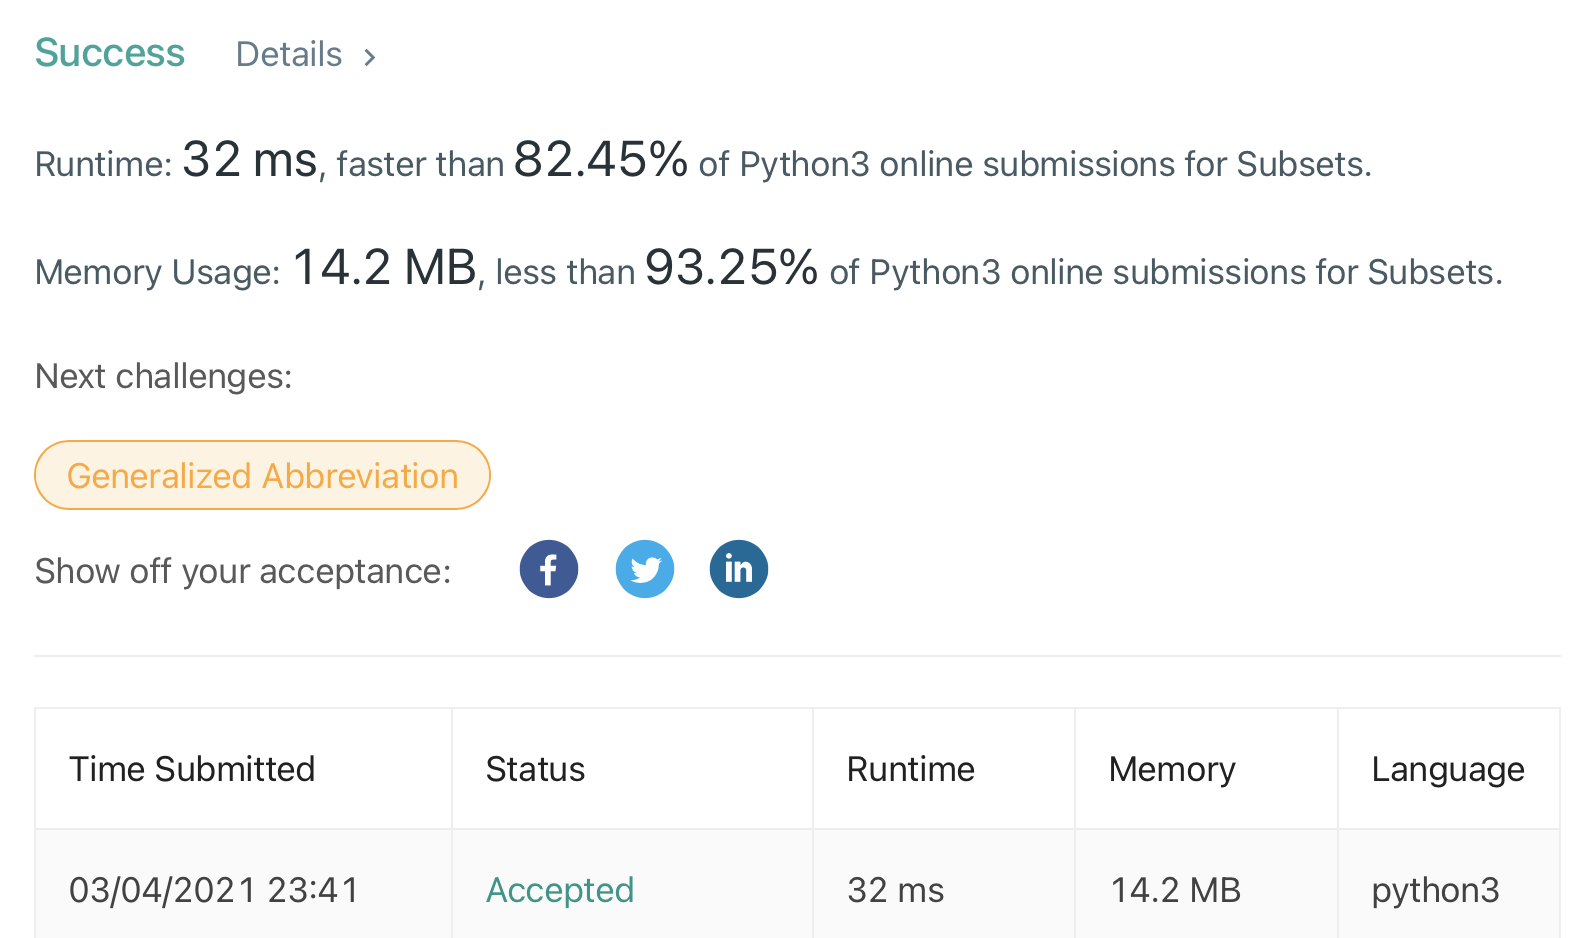 Success Details >
Runtime: 32 ms, faster than 82.45% of Python3 online submissions for Subsets.
Memory Usage: 14.2 MB, less than 93.25% of Python3 online submissions for Subsets.
Next challenges:
Generalized Abbreviation
Show off your acceptance: f in
Time Submitted Status Runtime Memory Language
03/04/2021 23:41 Accepted 32 ms 14.2 MB python3